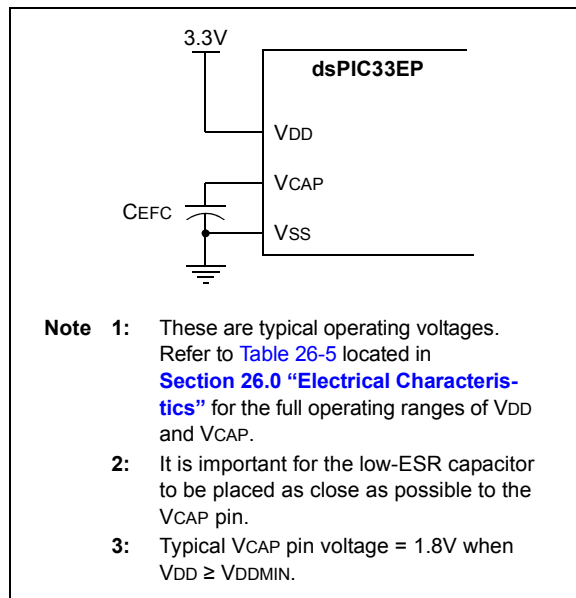 3.3V
dsPIC33EP
VDD
VCAP
CEFC
VSS
Note 1: These are typical operating voltages.
Refer to Table 26-5 located in
Section 26.0 “Electrical Characteris-
tics” for the full operating ranges of VDD
and VCAP.
2: It is important for the low-ESR capacitor
to be placed as close as possible to the
VCAP pin.
3: Typical VCAP pin voltage = 1.8V when
VDD ≥ VDDMIN.